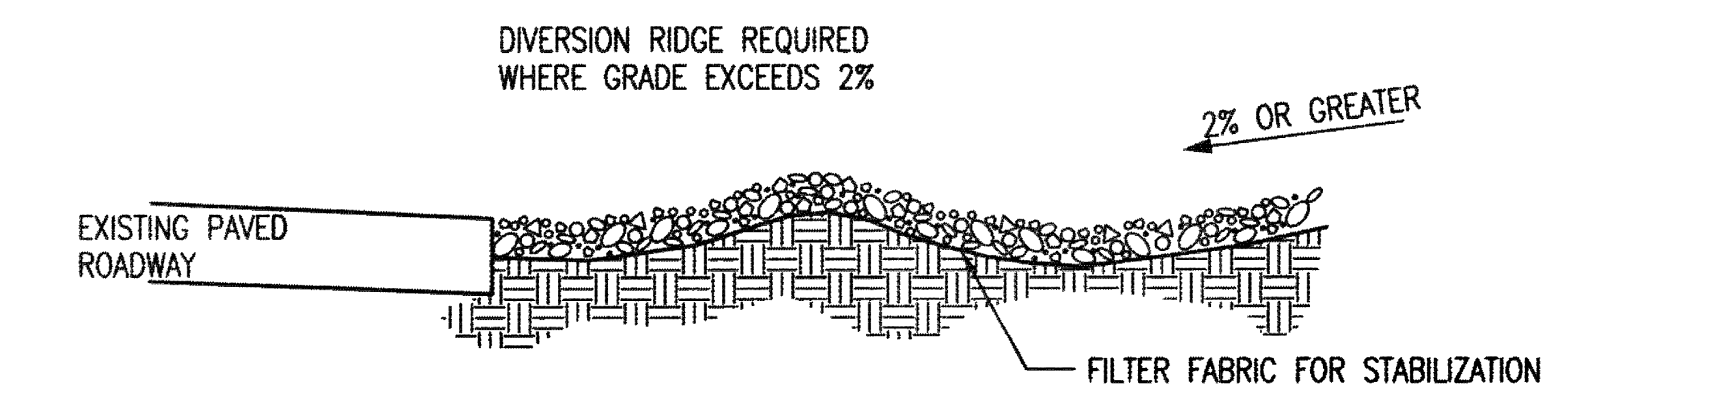 DIVERSION RIDGE REQUIRED
WHERE GRADE EXCEEDS 2%
2% OR GREATER
EXISTING PAVED
ROADWAY
FILTER FABRIC FOR STABILIZATION